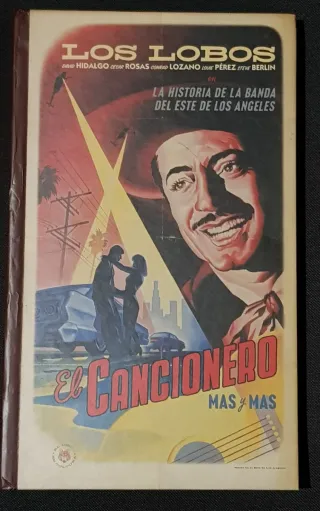 LOS LOBOS
DAVID HIDALGO CESAR ROSAS CONRAD LOZANO LOUIE PÉREZ STEVE BERLIN
EN
LA HISTORIA DE LA BANDA
DEL ESTE DE LOS ANGELES
El CANCIONERO
MAS y MAS